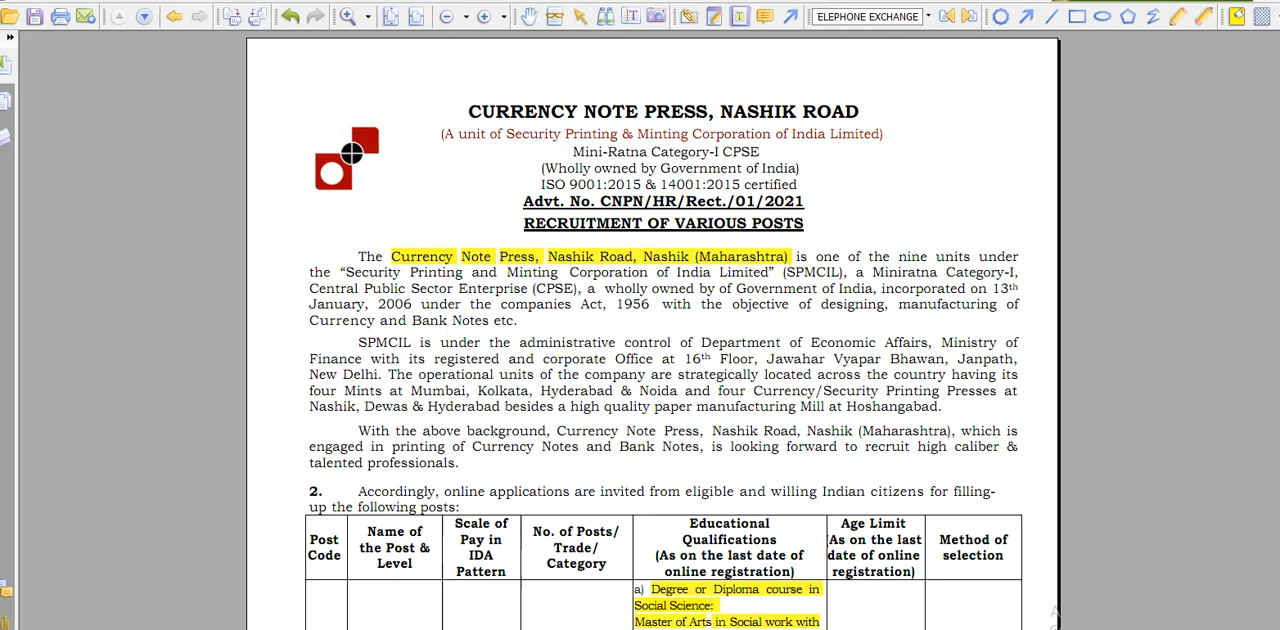 ELEPHONE EXCHANGE
CURRENCY NOTE PRESS, NASHIK ROAD
(A unit of Security Printing & Minting Corporation of India Limited)
Mini-Ratna Category-I CPSE
(Wholly owned by Government of India)
ISO 9001:2015 & 14001:2015 certified
Advt. No. CNPN/HR/Rect./01/2021
RECRUITMENT OF VARIOUS POSTS
The Currency Note Press, Nashik Road, Nashik (Maharashtra) is one of the nine units under
the “Security Printing and Minting Corporation of India Limited” (SPMCIL), a Miniratna Category-I,
Central Public Sector Enterprise (CPSE), a wholly owned by of Government of India, incorporated on 13th
January, 2006 under the companies Act, 1956 with the objective of designing, manufacturing of
Currency and Bank Notes etc.
SPMCIL is under the administrative control of Department of Economic Affairs, Ministry of
Finance with its registered and corporate Office at 16th Floor, Jawahar Vyapar Bhawan, Janpath,
New Delhi. The operational units of the company are strategically located across the country having its
four Mints at Mumbai, Kolkata, Hyderabad & Noida and four Currency/Security Printing Presses at
Nashik, Dewas & Hyderabad besides a high quality paper manufacturing Mill at Hoshangabad.
With the above background, Currency Note Press, Nashik Road, Nashik (Maharashtra), which is
engaged in printing of Currency Notes and Bank Notes, is looking forward to recruit high caliber &
talented professionals.
2. Accordingly, online applications are invited from eligible and willing Indian citizens for filling-
up the following posts:
Post
Code
Name of
the Post &
Level
Scale of
Pay in
IDA
Pattern
No. of Posts/
Trade/
Category
Educational
Qualifications
(As on the last date of
online registration)
Age Limit
(As on the last
date of online
registration)
Method of
selection
a) Degree or Diploma course in
Social Science:
Master of Arts in Social work with